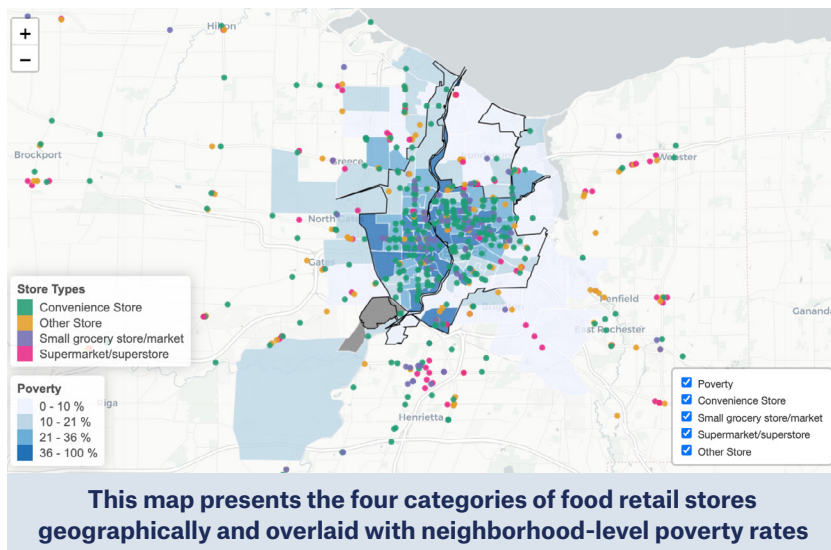 +
−
Hilton
Brockport
Greece
Webster
North Gates
Gates
Penfield
East Rochester
Gananda
Riga
Henrietta
Store Types
Convenience Store
Other Store
Small grocery store/market
Supermarket/superstore
Poverty
0 - 10 %
10 - 21 %
21 - 36 %
36 - 100 %
Poverty
Convenience Store
Small grocery store/market
Supermarket/superstore
Other Store
This map presents the four categories of food retail stores
geographically and overlaid with neighborhood-level poverty rates